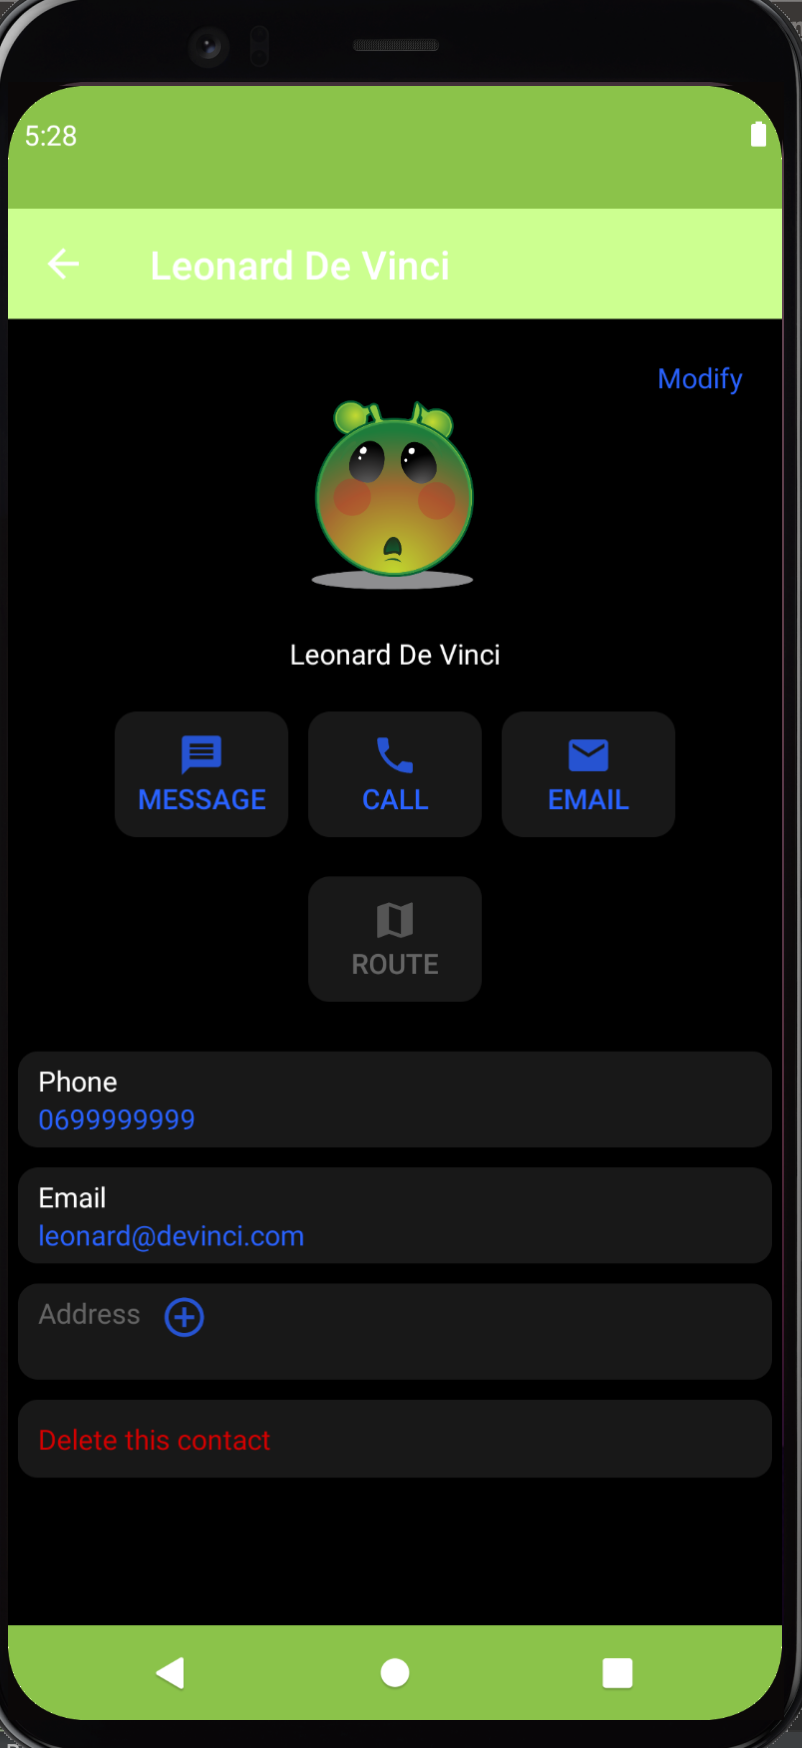 5:28
Leonard De Vinci
Modify
Leonard De Vinci
MESSAGE
CALL
EMAIL
ROUTE
Phone
0699999999
Email
leonard@devinci.com
Address
Delete this contact